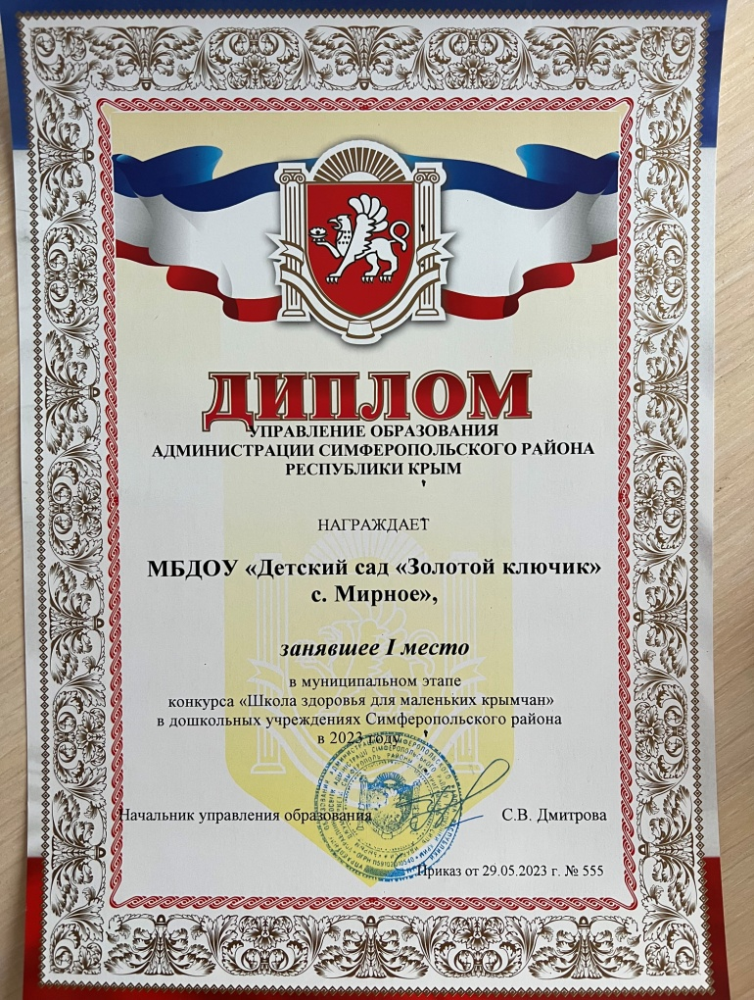 ДИПЛОМ
УПРАВЛЕНИЕ ОБРАЗОВАНИЯ
АДМИНИСТРАЦИИ СИМФЕРОПОЛЬСКОГО РАЙОНА
РЕСПУБЛИКИ КРЫМ
НАГРАЖДАЕТ
МБДОУ «Детский сад «Золотой ключик»
с. Мирное»,
занявшее I место
в муниципальном этапе
конкурса «Школа здоровья для маленьких крымчан»
в дошкольных учреждениях Симферопольского района
в 2023 году
Начальник управления образования
С.В. Дмитрова
Приказ от 29.05.2023 г. № 555